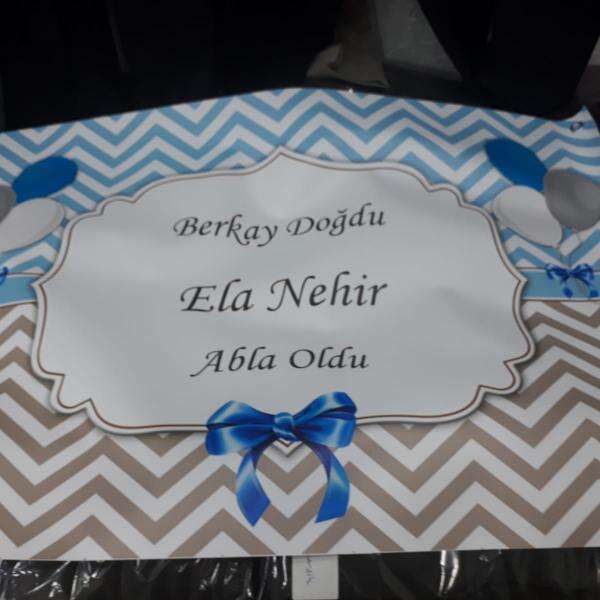 Berkay Doğdu
Ela Nehir
Abla Oldu